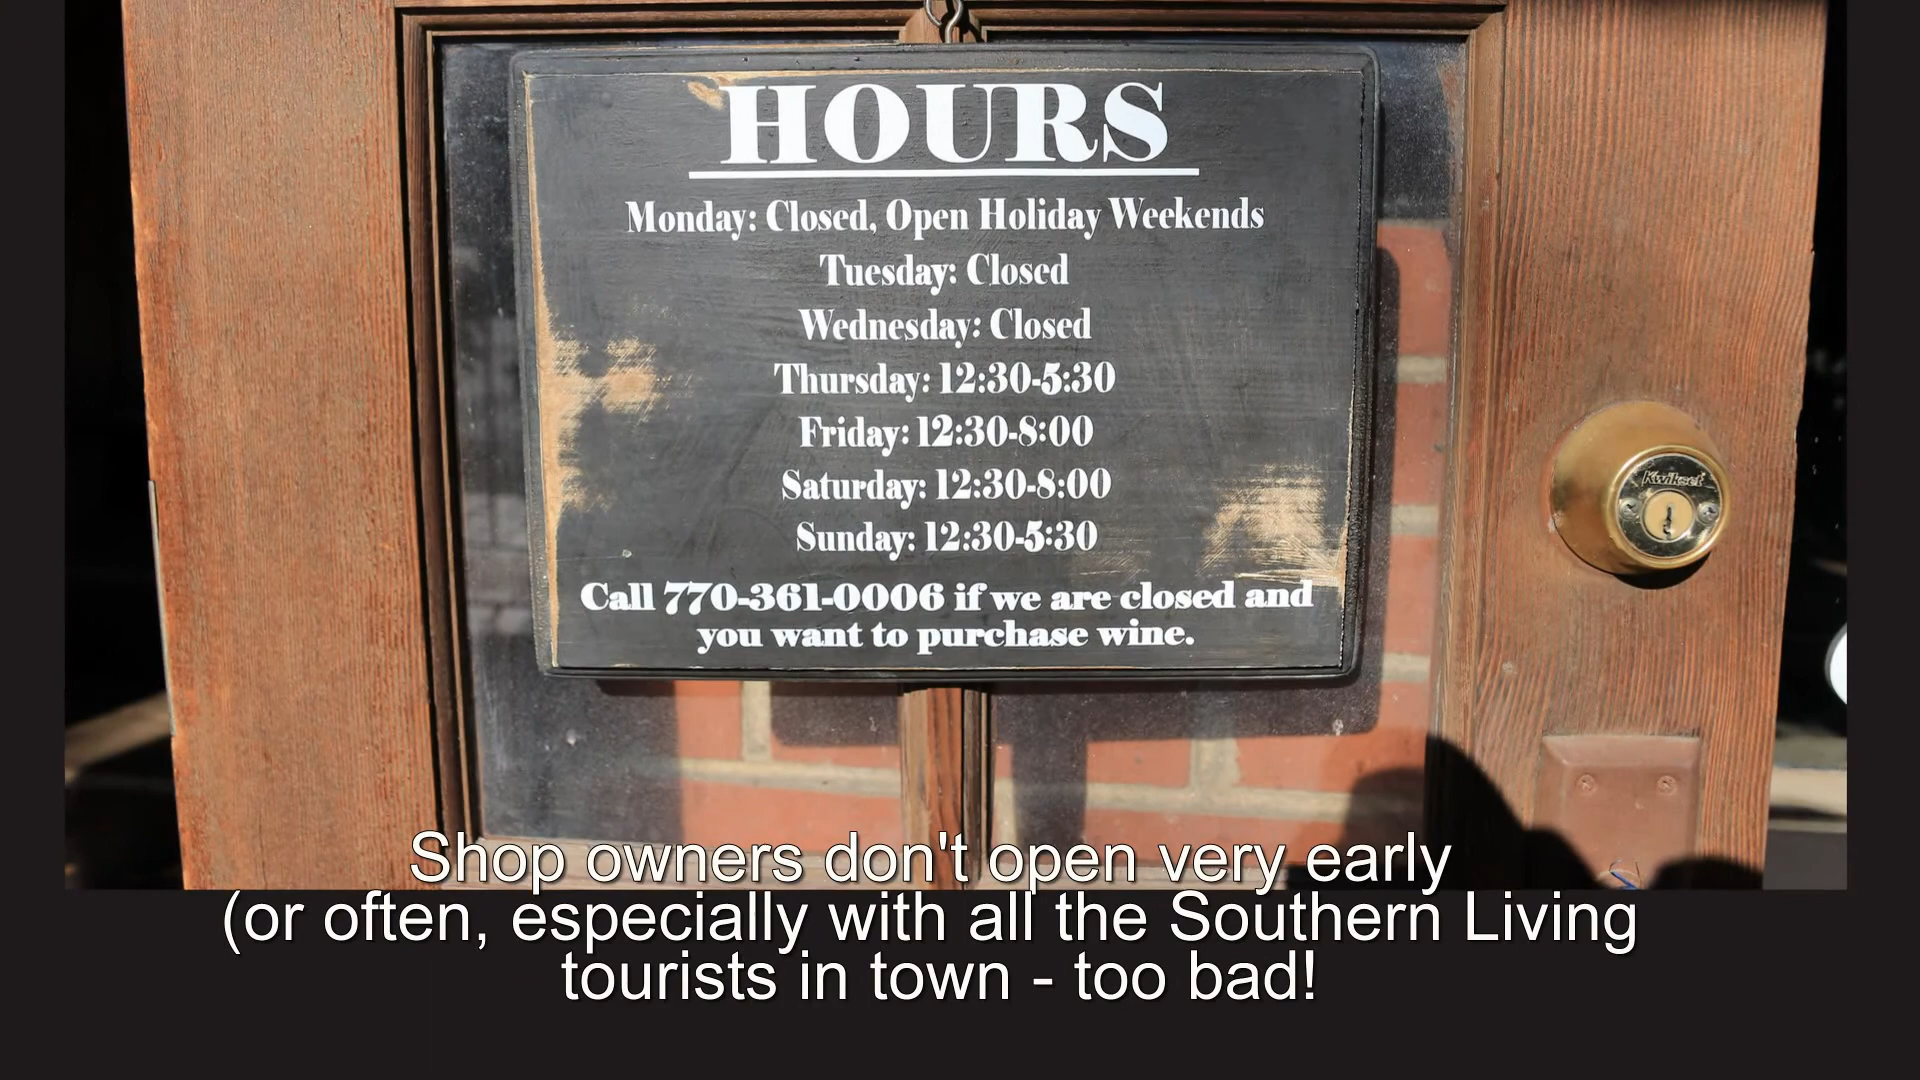 HOURS
Monday: Closed, Open Holiday Weekends
Tuesday: Closed
Wednesday: Closed
Thursday: 12:30-5:30
Friday: 12:30-8:00
Saturday: 12:30-8:00
Sunday: 12:30-5:30
Call 770-361-0006 if we are closed and
you want to purchase wine.
Kwikset
Shop owners don't open very early
(or often, especially with all the Southern Living
tourists in town - too bad!